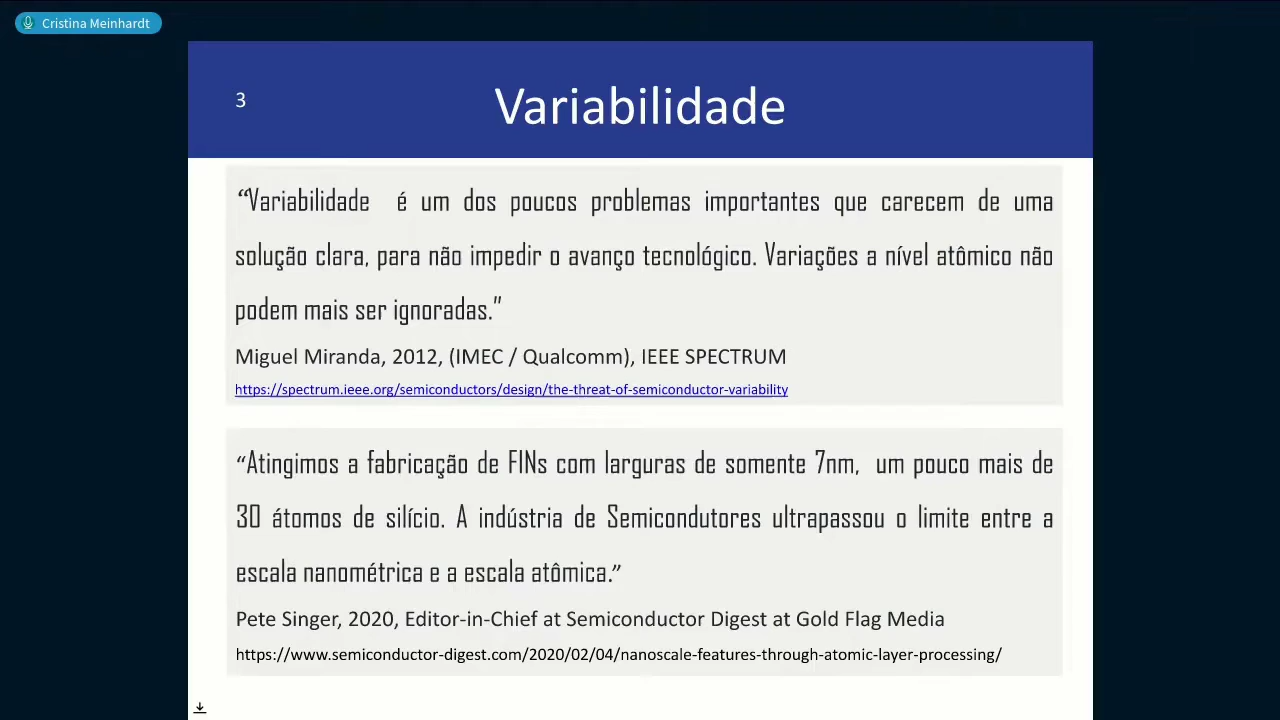 Cristina Meinhardt
3
Variabilidade
“Variabilidade é um dos poucos problemas importantes que carecem de uma
solução clara, para não impedir o avanço tecnológico. Variações a nível atômico não
podem mais ser ignoradas.”
Miguel Miranda, 2012, (IMEC / Qualcomm), IEEE SPECTRUM
https://spectrum.ieee.org/semiconductors/design/the-threat-of-semiconductor-variability
“Atingimos a fabricação de FINs com larguras de somente 7nm, um pouco mais de
30 átomos de silício. A indústria de Semicondutores ultrapassou o limite entre a
escala nanométrica e a escala atômica.”
Pete Singer, 2020, Editor-in-Chief at Semiconductor Digest at Gold Flag Media
https://www.semiconductor-digest.com/2020/02/04/nanoscale-features-through-atomic-layer-processing/